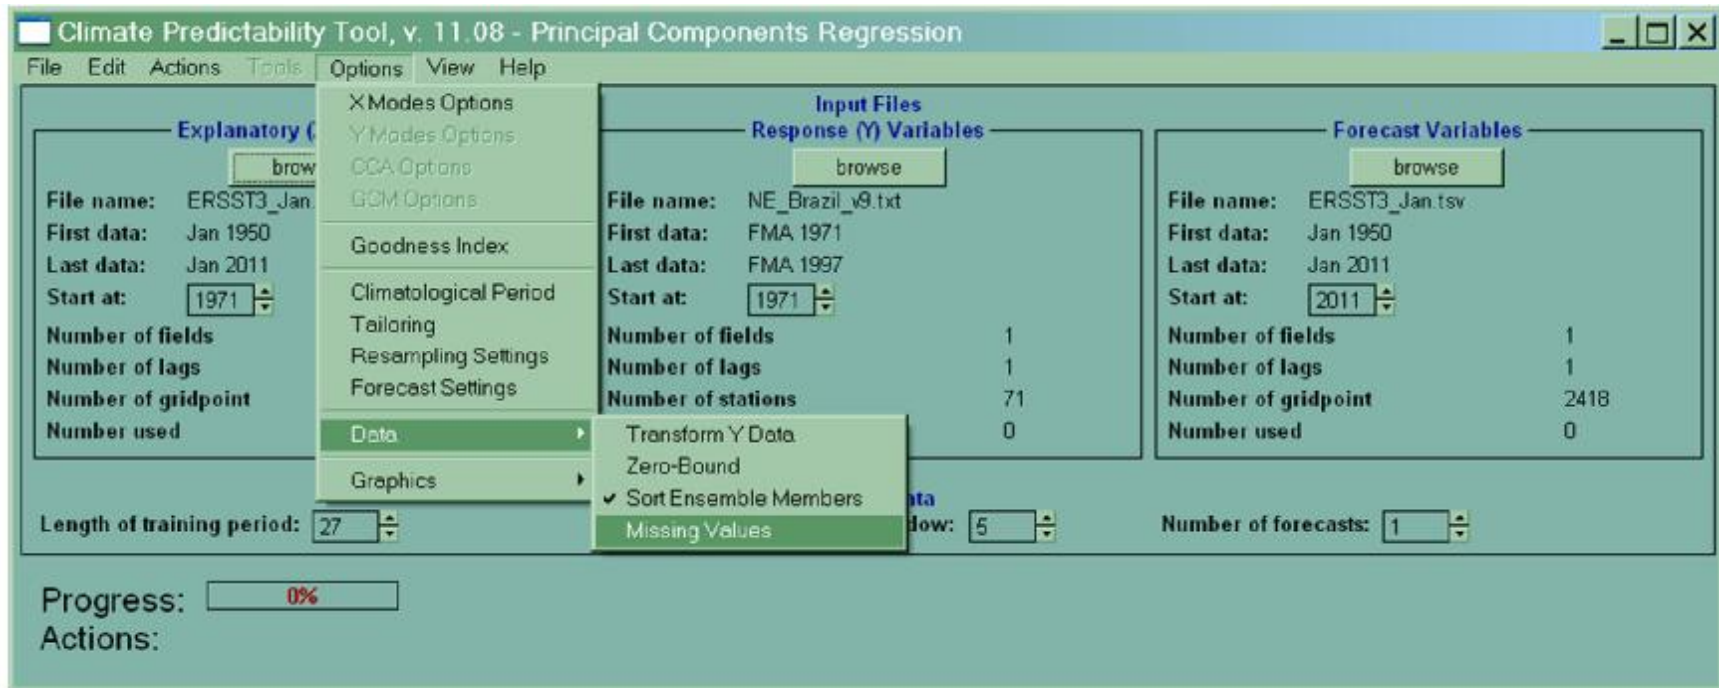 Climate Predictability Tool, v. 11.08 - Principal Components Regression
File Edit Actions Tools Options View Help
Input Files
Explanatory (
browse
File name: ERSST3_Jan.
First data: Jan 1950
Last data: Jan 2011
Start at: 1971
Number of fields
Number of lags
Number of gridpoint
Number used
X Modes Options
Y Modes Options
CCA Options
GCM Options
Goodness Index
Climatological Period
Tailoring
Resampling Settings
Forecast Settings
Data
Graphics
Transform Y Data
Zero-Bound
Sort Ensemble Members
Missing Values
Response (Y) Variables
browse
File name: NE_Brazil_v9.txt
First data: FMA 1971
Last data: FMA 1997
Start at: 1971
Number of fields 1
Number of lags 1
Number of stations 71
0
Forecast Variables
browse
File name: ERSST3_Jan.tsv
First data: Jan 1950
Last data: Jan 2011
Start at: 2011
Number of fields 1
Number of lags 1
Number of gridpoint 2418
Number used 0
Length of training period: 27
dow: 5
Number of forecasts: 1
Progress: 0%
Actions: